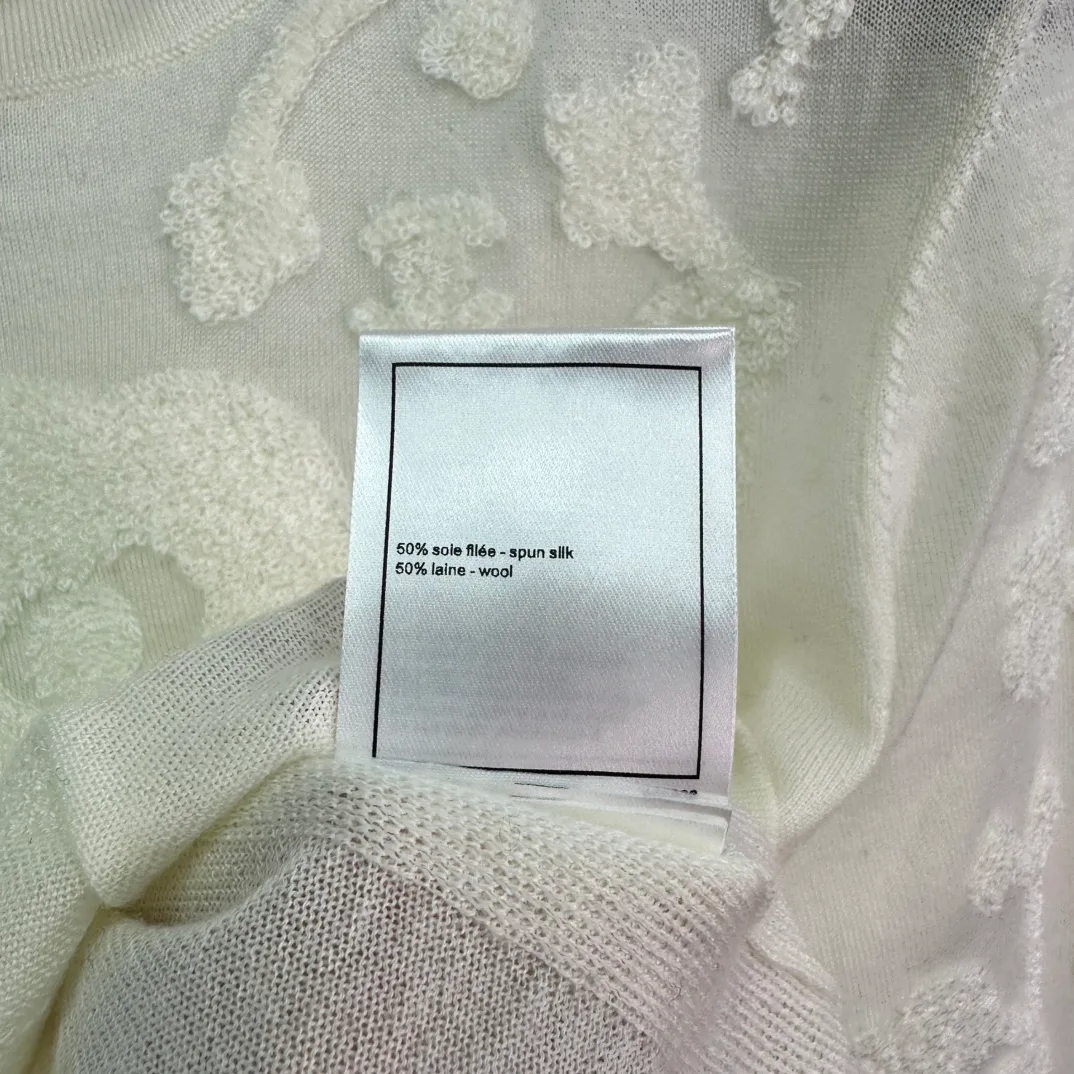 50% soie filée - spun silk
50% laine - wool